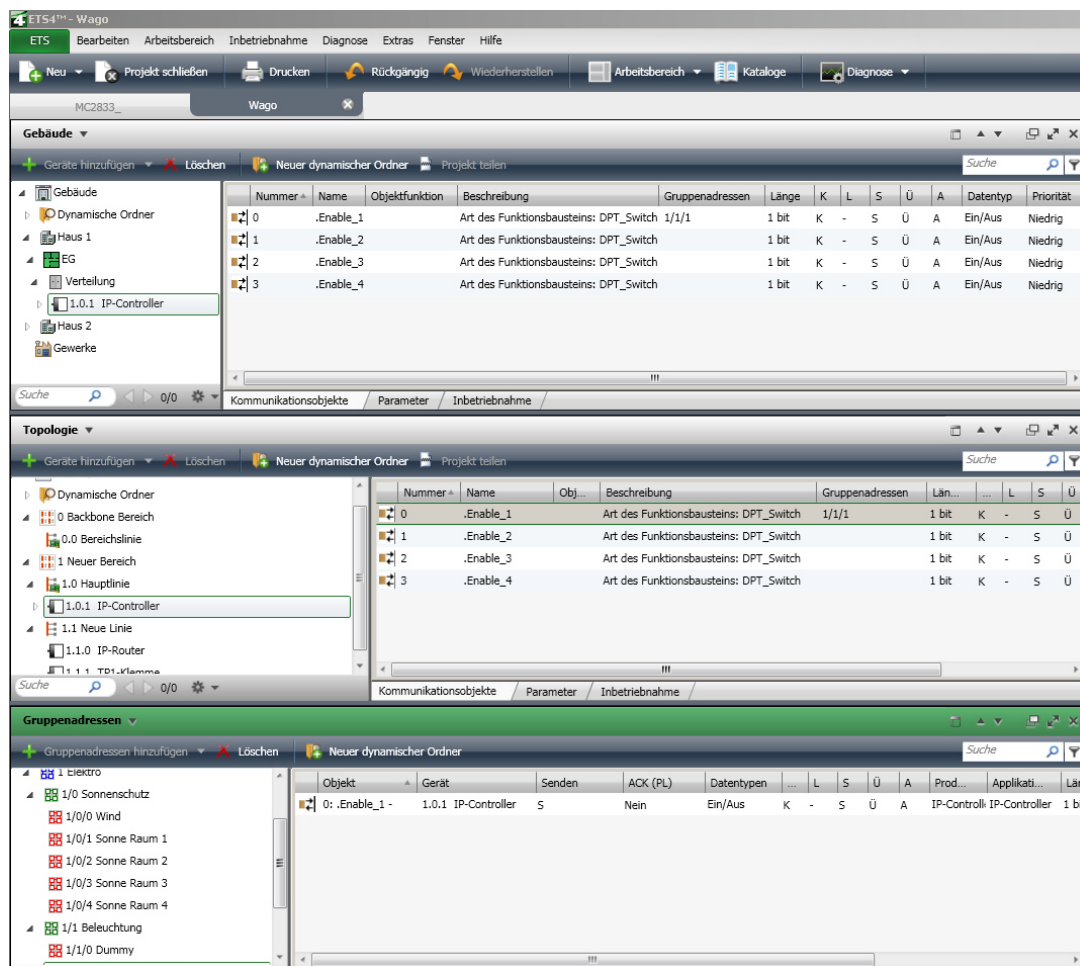 ETS4™ - Wago
ETS Bearbeiten Arbeitsbereich Inbetriebnahme Diagnose Extras Fenster Hilfe
Neu Projekt schließen Drucken Rückgängig Wiederherstellen Arbeitsbereich Kataloge Diagnose
MC2833_ Wago
Gebäude
Geräte hinzufügen Löschen Neuer dynamischer Ordner Projekt teilen Suche
Gebäude
Dynamische Ordner
Haus 1
EG
Verteilung
1.0.1 IP-Controller
Haus 2
Gewerke
Suche 0/0
Nummer Name Objektfunktion Beschreibung Gruppenadressen Länge K L S Ü A Datentyp Priorität
0 .Enable_1 Art des Funktionsbausteins: DPT_Switch 1/1/1 1 bit K - S Ü A Ein/Aus Niedrig
1 .Enable_2 Art des Funktionsbausteins: DPT_Switch 1 bit K - S Ü A Ein/Aus Niedrig
2 .Enable_3 Art des Funktionsbausteins: DPT_Switch 1 bit K - S Ü A Ein/Aus Niedrig
3 .Enable_4 Art des Funktionsbausteins: DPT_Switch 1 bit K - S Ü A Ein/Aus Niedrig
Kommunikationsobjekte Parameter Inbetriebnahme
Topologie
Geräte hinzufügen Löschen Neuer dynamischer Ordner Projekt teilen Suche
Dynamische Ordner
0 Backbone Bereich
0.0 Bereichslinie
1 Neuer Bereich
1.0 Hauptlinie
1.0.1 IP-Controller
1.1 Neue Linie
1.1.0 IP-Router
1.1.1 TP1-Klemme
Suche 0/0
Nummer Name Obj... Beschreibung Gruppenadressen Län... ... L S Ü
0 .Enable_1 Art des Funktionsbausteins: DPT_Switch 1/1/1 1 bit K - S Ü
1 .Enable_2 Art des Funktionsbausteins: DPT_Switch 1 bit K - S Ü
2 .Enable_3 Art des Funktionsbausteins: DPT_Switch 1 bit K - S Ü
3 .Enable_4 Art des Funktionsbausteins: DPT_Switch 1 bit K - S Ü
Kommunikationsobjekte Parameter Inbetriebnahme
Gruppenadressen
Gruppenadressen hinzufügen Löschen Neuer dynamischer Ordner Suche
1 Elektro
1/0 Sonnenschutz
1/0/0 Wind
1/0/1 Sonne Raum 1
1/0/2 Sonne Raum 2
1/0/3 Sonne Raum 3
1/0/4 Sonne Raum 4
1/1 Beleuchtung
1/1/0 Dummy
Objekt Gerät Senden ACK (PL) Datentypen ... L S Ü A Prod... Applikati... Län
0: .Enable_1 - 1.0.1 IP-Controller S Nein Ein/Aus K - S Ü A IP-Controlle IP-Controller 1 bi